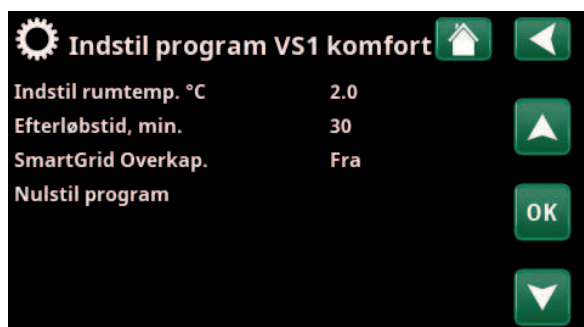 Indstil program VS1 komfort
Indstil rumtemp. °C 2.0
Efterløbstid, min. 30
SmartGrid Overkap. Fra
Nulstil program
OK